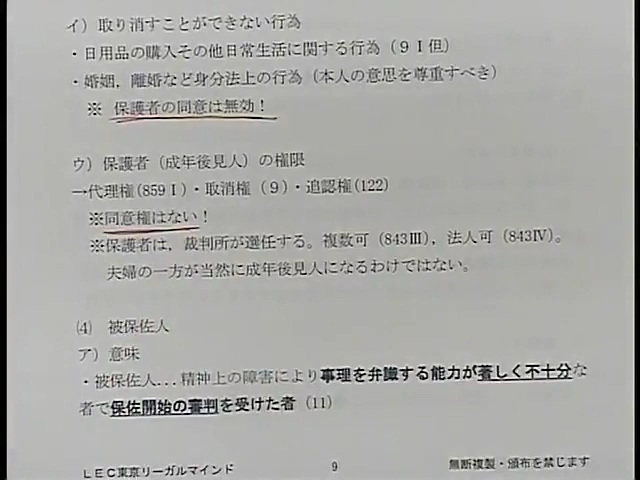 イ）取り消すことができない行為
・日用品の購入その他日常生活に関する行為（９Ⅰ但）
・婚姻，離婚など身分法上の行為（本人の意思を尊重すべき）
※ 保護者の同意は無効！
ウ）保護者（成年後見人）の権限
→代理権(859Ⅰ)・取消権（９）・追認権(122)
※同意権はない！
※保護者は，裁判所が選任する。複数可（843Ⅲ），法人可（843Ⅳ）。
夫婦の一方が当然に成年後見人になるわけではない。
⑷ 被保佐人
ア）意味
・被保佐人...精神上の障害により事理を弁識する能力が著しく不十分な
者で保佐開始の審判を受けた者（11）
ＬＥＣ東京リーガルマインド 9 無断複製・頒布を禁じます